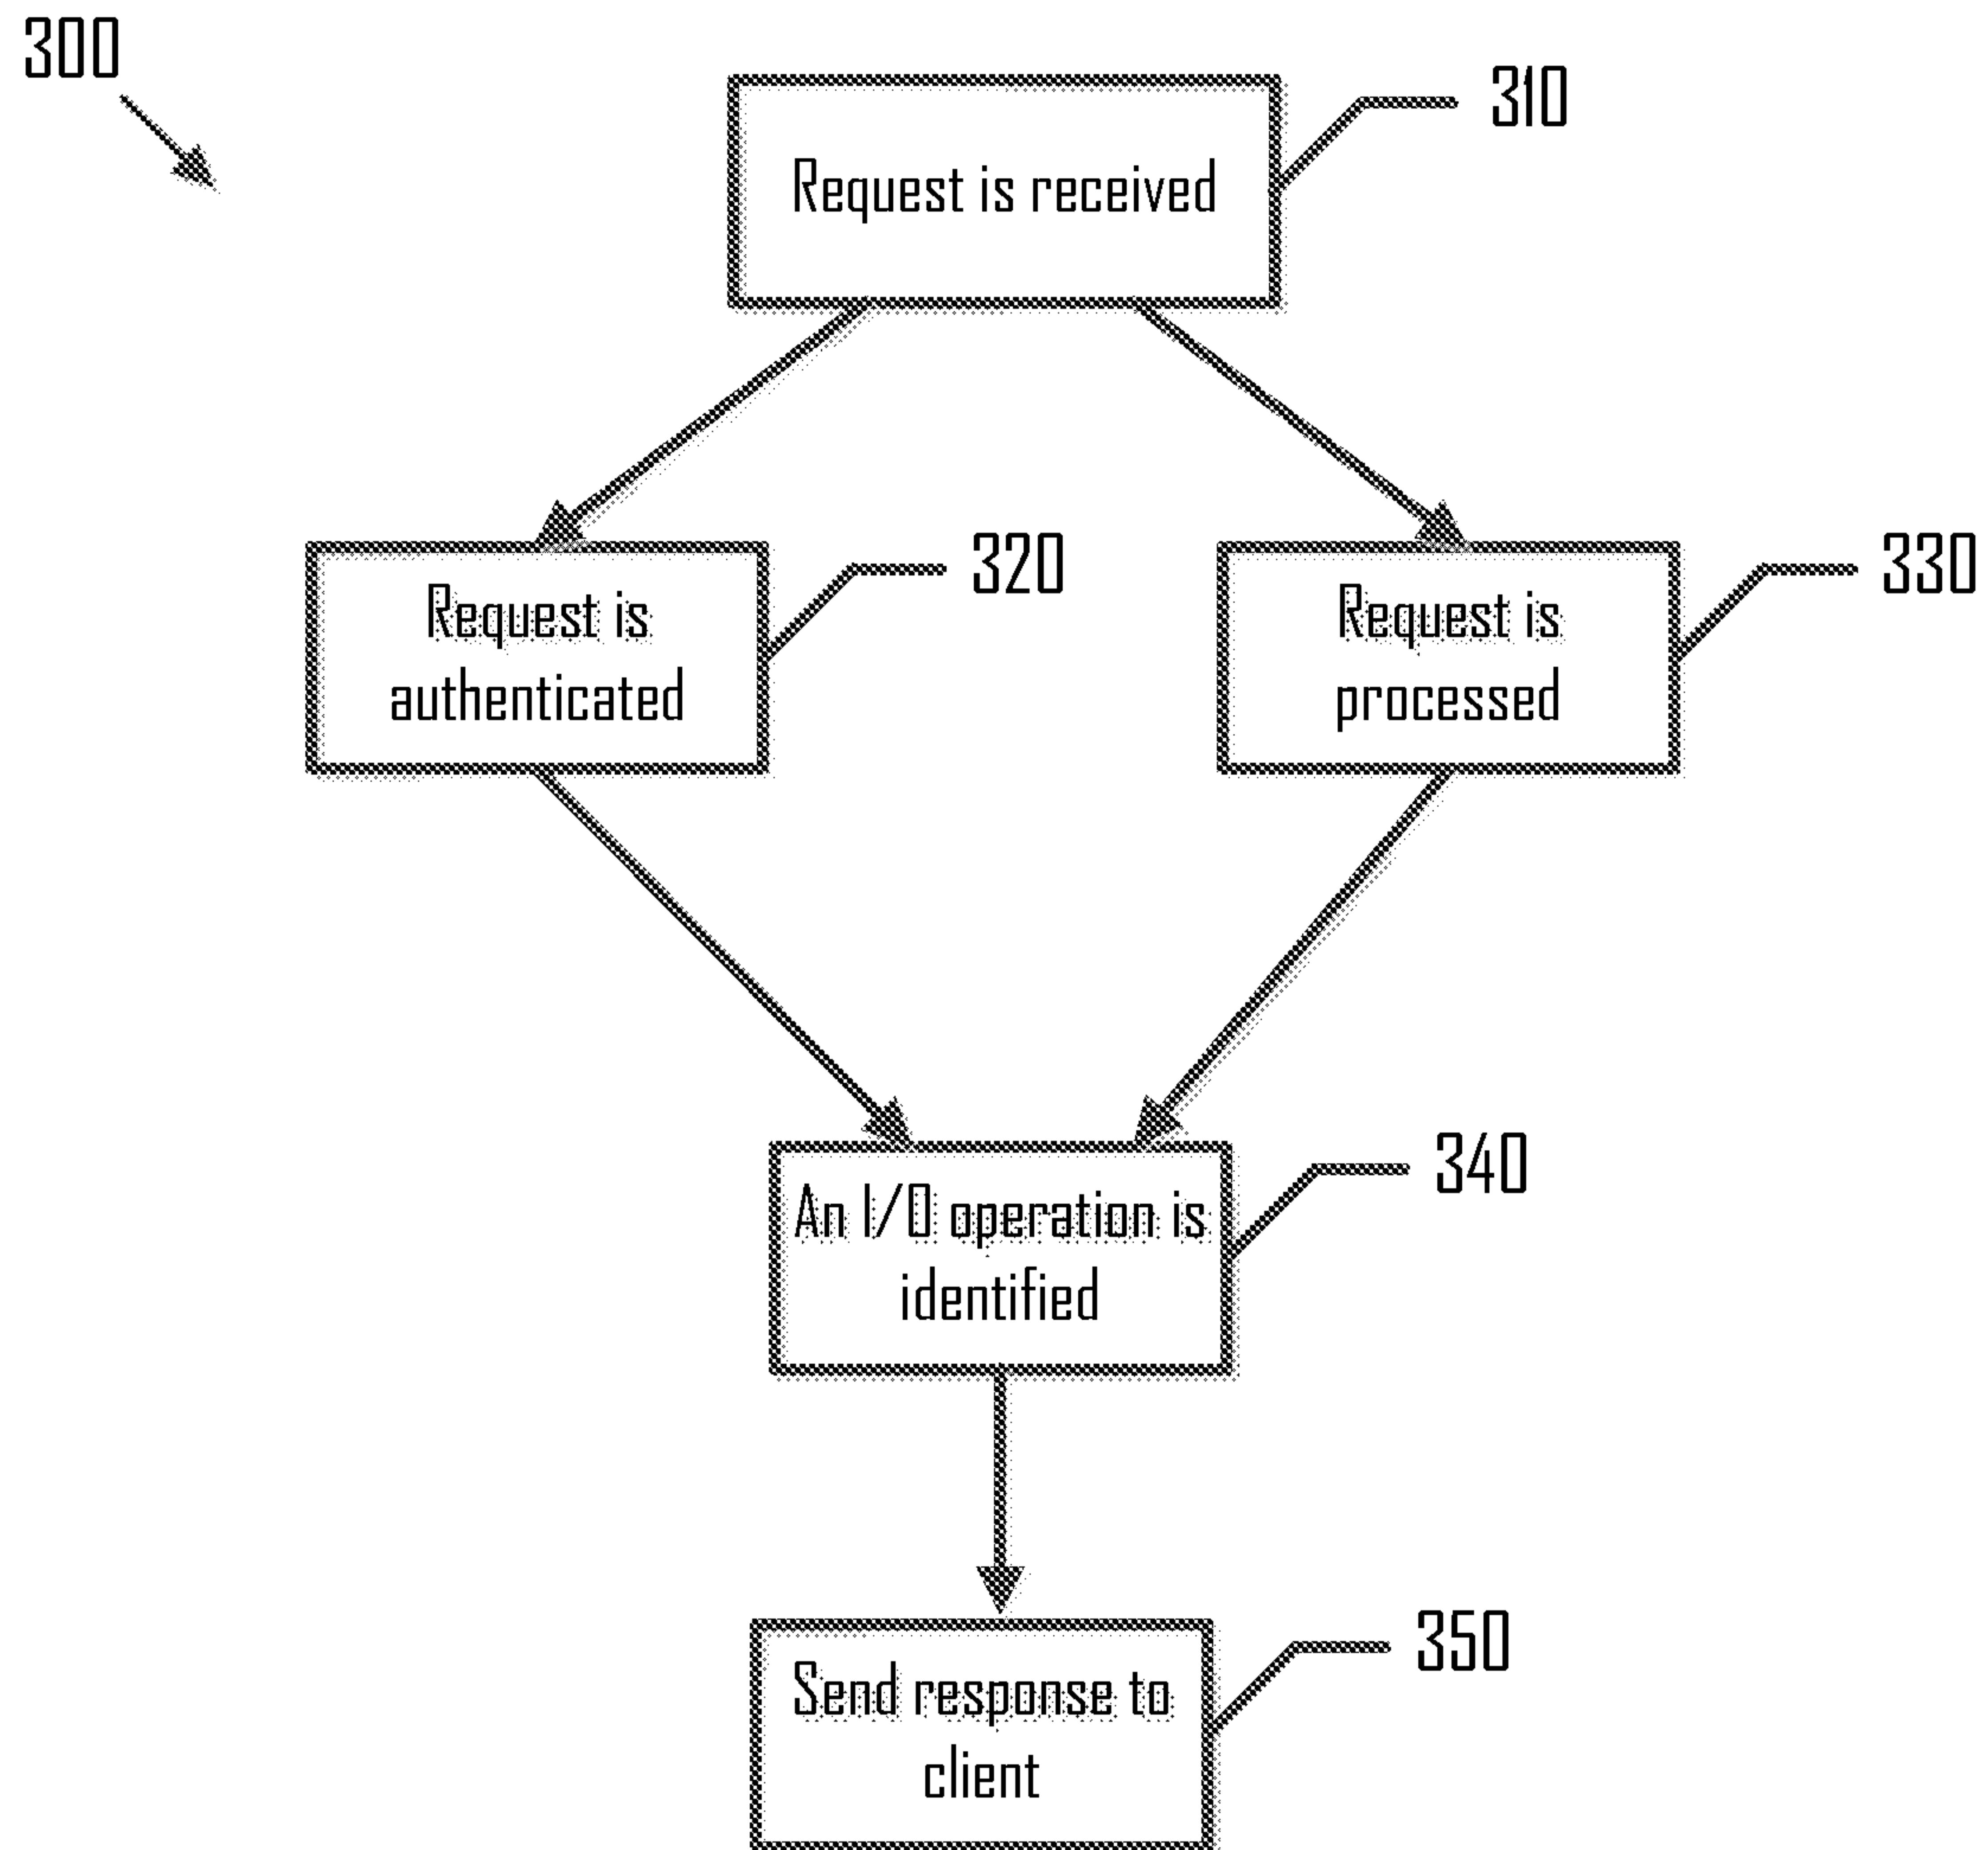 300
310
Request is received
320
330
Request is
authenticated
Request is
processed
340
An I/O operation is
identified
350
Send response to
client